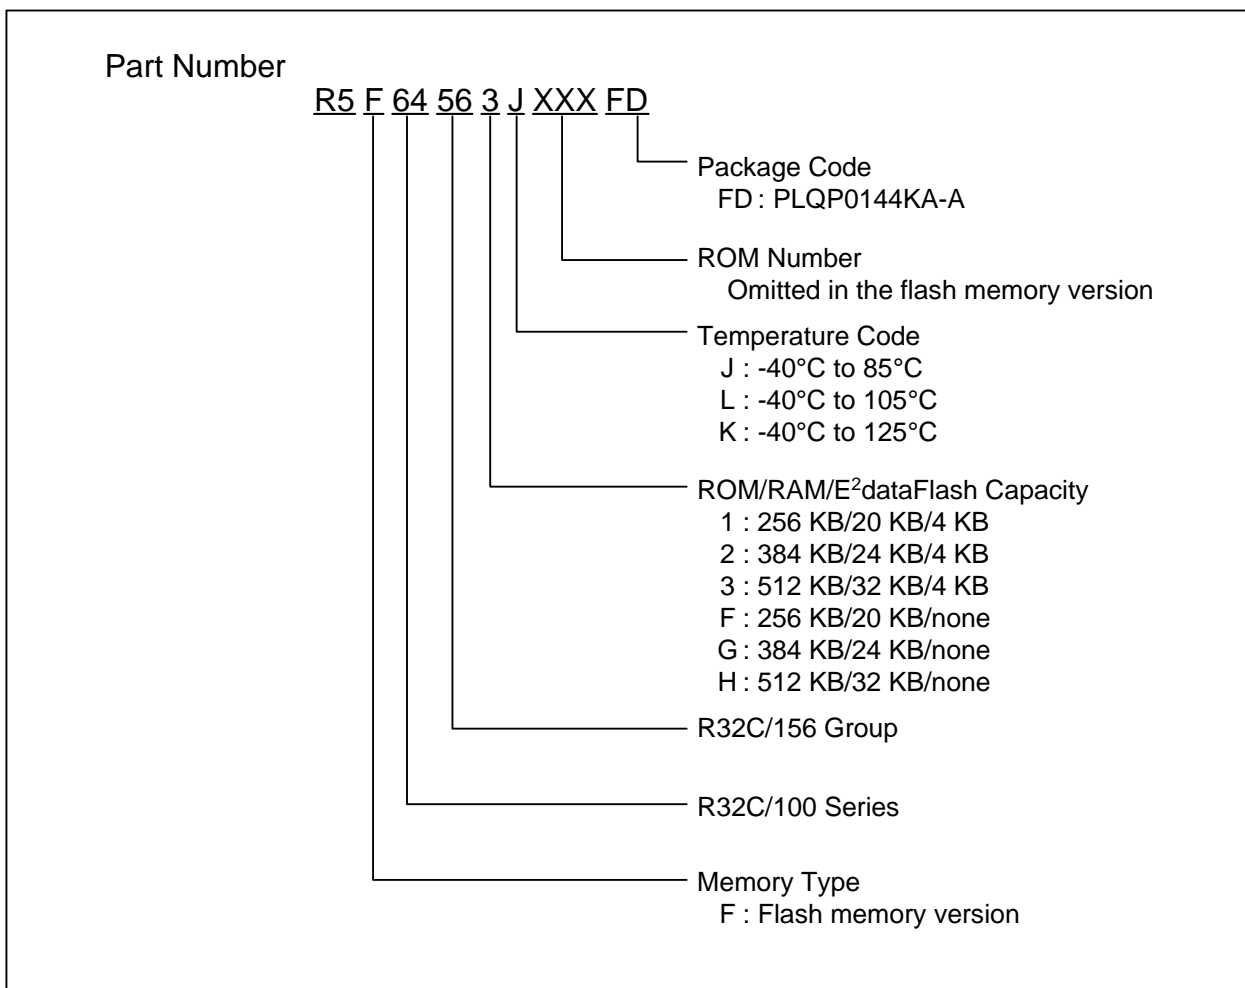 Part Number
R5 F 64 56 3 J XXX FD
Package Code
FD : PLQP0144KA-A
ROM Number
Omitted in the flash memory version
Temperature Code
J : -40°C to 85°C
L : -40°C to 105°C
K : -40°C to 125°C
ROM/RAM/E²dataFlash Capacity
1 : 256 KB/20 KB/4 KB
2 : 384 KB/24 KB/4 KB
3 : 512 KB/32 KB/4 KB
F : 256 KB/20 KB/none
G : 384 KB/24 KB/none
H : 512 KB/32 KB/none
R32C/156 Group
R32C/100 Series
Memory Type
F : Flash memory version